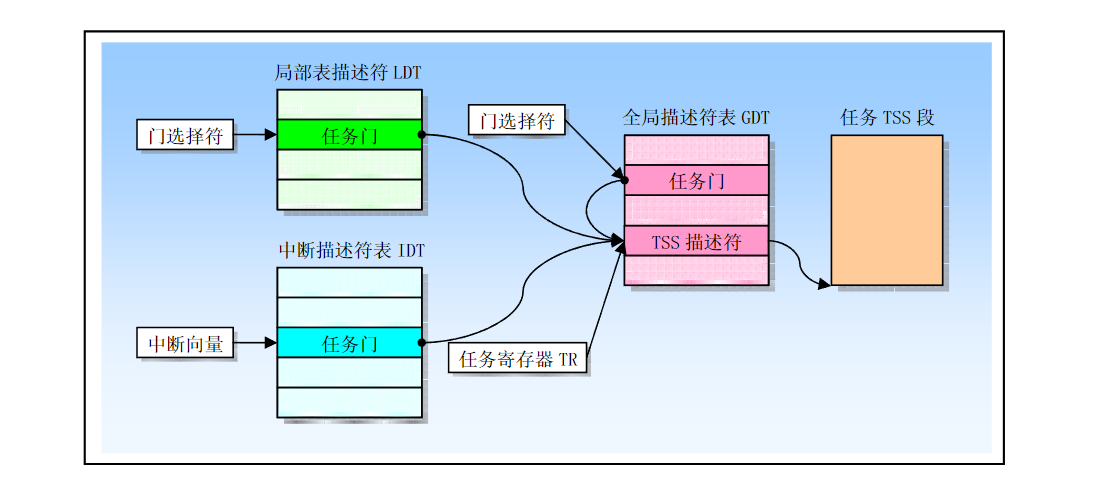 局部表描述符 LDT
门选择符
任务门
门选择符
全局描述符表 GDT
任务门
TSS 描述符
任务 TSS 段
中断描述符表 IDT
中断向量
任务门
任务寄存器 TR